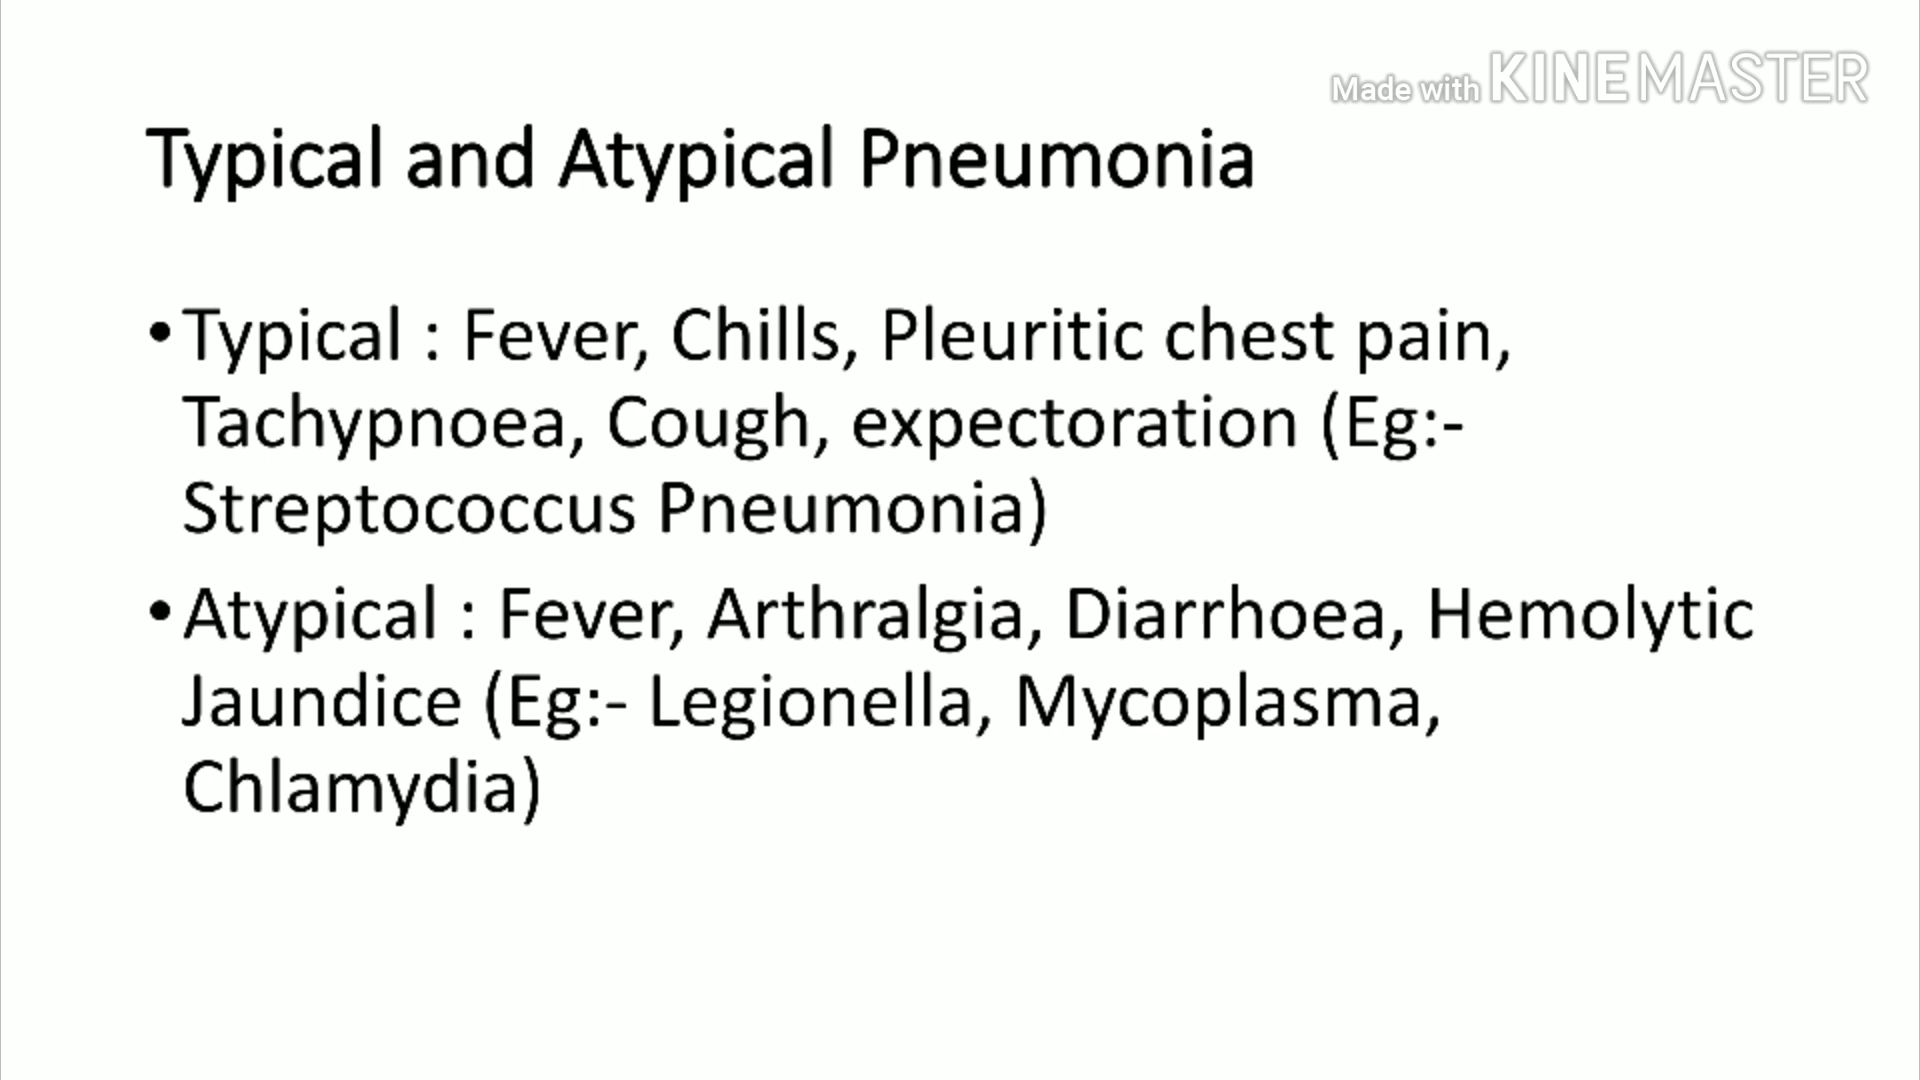 Made with KINEMASTER
Typical and Atypical Pneumonia
•Typical : Fever, Chills, Pleuritic chest pain,
Tachypnoea, Cough, expectoration (Eg:-
Streptococcus Pneumonia)
•Atypical : Fever, Arthralgia, Diarrhoea, Hemolytic
Jaundice (Eg:- Legionella, Mycoplasma,
Chlamydia)